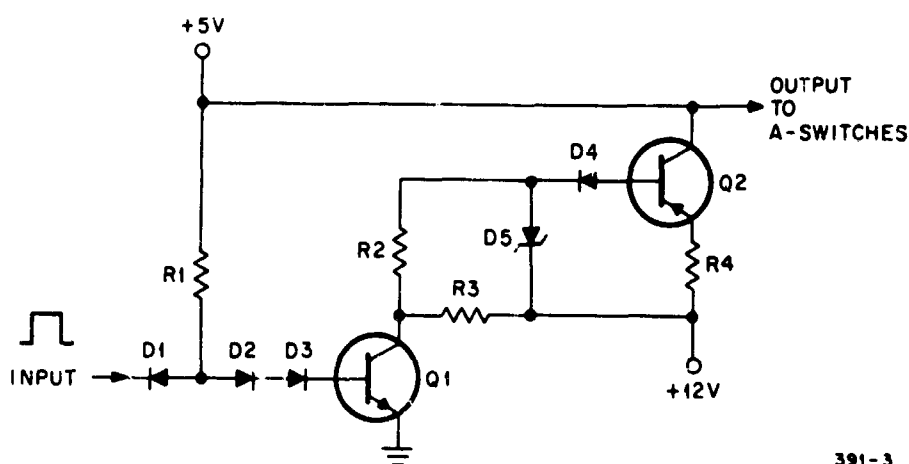 +5V
OUTPUT
TO
A-SWITCHES
D4
Q2
D5
R2
R4
R1
R3
INPUT
D1
D2
D3
Q1
+12V
391-3